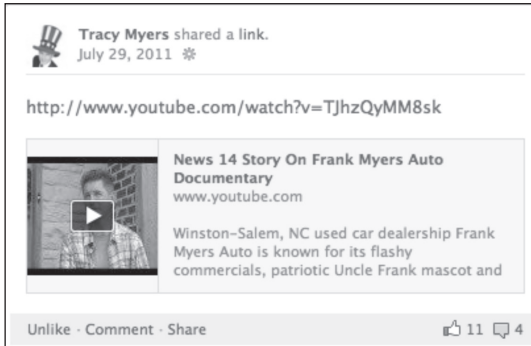 Tracy Myers shared a link.
July 29, 2011
http://www.youtube.com/watch?v=TJhzQyMM8sk
News 14 Story On Frank Myers Auto
Documentary
www.youtube.com
Winston-Salem, NC used car dealership Frank
Myers Auto is known for its flashy
commercials, patriotic Uncle Frank mascot and
Unlike · Comment · Share
11 4